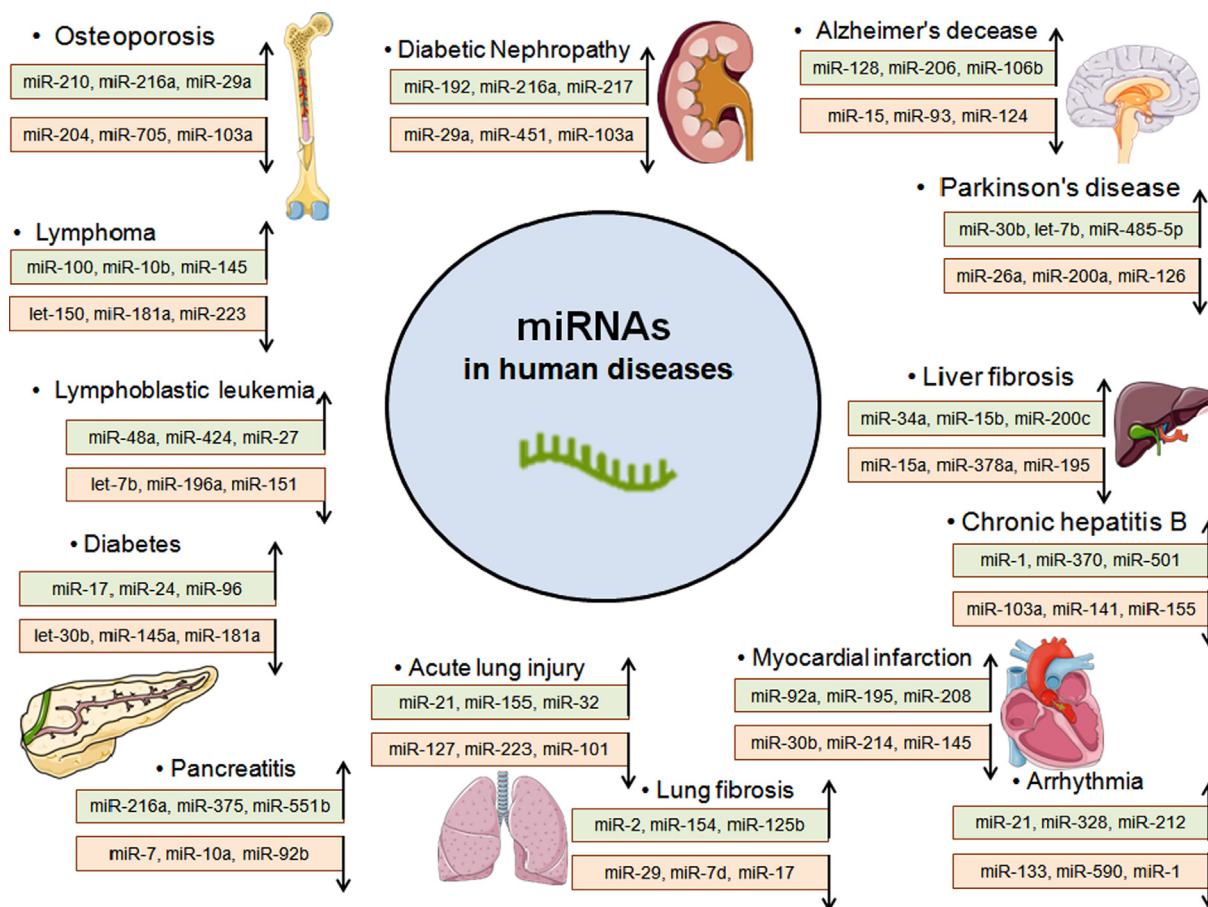 • Osteoporosis
miR-210, miR-216a, miR-29a
miR-204, miR-705, miR-103a
• Diabetic Nephropathy
miR-192, miR-216a, miR-217
miR-29a, miR-451, miR-103a
• Alzheimer's decease
miR-128, miR-206, miR-106b
miR-15, miR-93, miR-124
• Parkinson's disease
miR-30b, let-7b, miR-485-5p
miR-26a, miR-200a, miR-126
• Lymphoma
miR-100, miR-10b, miR-145
let-150, miR-181a, miR-223
miRNAs
in human diseases
• Lymphoblastic leukemia
miR-48a, miR-424, miR-27
let-7b, miR-196a, miR-151
• Liver fibrosis
miR-34a, miR-15b, miR-200c
miR-15a, miR-378a, miR-195
• Diabetes
miR-17, miR-24, miR-96
let-30b, miR-145a, miR-181a
• Chronic hepatitis B
miR-1, miR-370, miR-501
miR-103a, miR-141, miR-155
• Acute lung injury
miR-21, miR-155, miR-32
miR-127, miR-223, miR-101
• Myocardial infarction
miR-92a, miR-195, miR-208
miR-30b, miR-214, miR-145
• Pancreatitis
miR-216a, miR-375, miR-551b
miR-7, miR-10a, miR-92b
• Lung fibrosis
miR-2, miR-154, miR-125b
miR-29, miR-7d, miR-17
• Arrhythmia
miR-21, miR-328, miR-212
miR-133, miR-590, miR-1